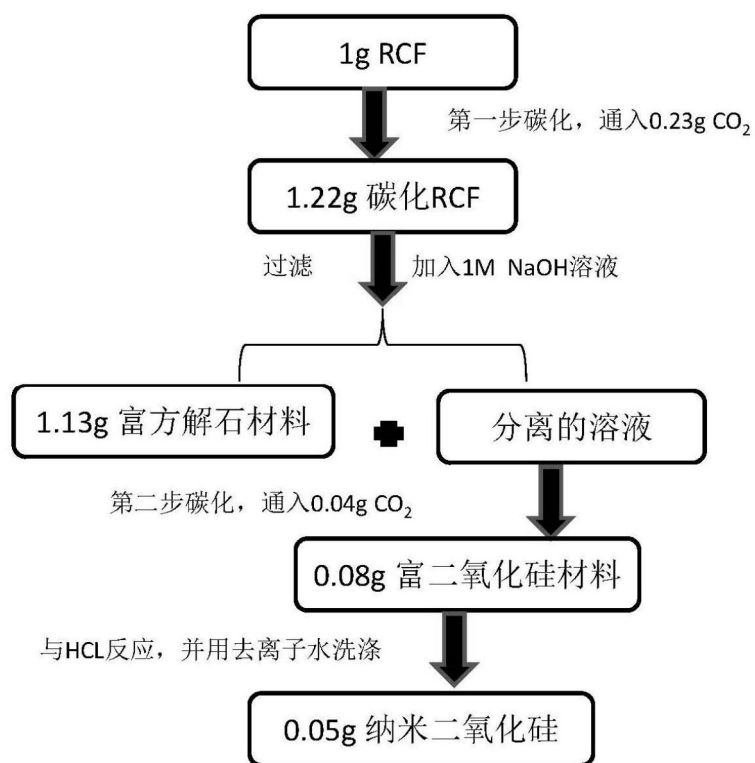 1g RCF
第一步碳化，通入0.23g CO₂
1.22g 碳化RCF
过滤
加入1M NaOH溶液
1.13g 富方解石材料
分离的溶液
第二步碳化，通入0.04g CO₂
0.08g 富二氧化硅材料
与HCL反应，并用去离子水洗涤
0.05g 纳米二氧化硅